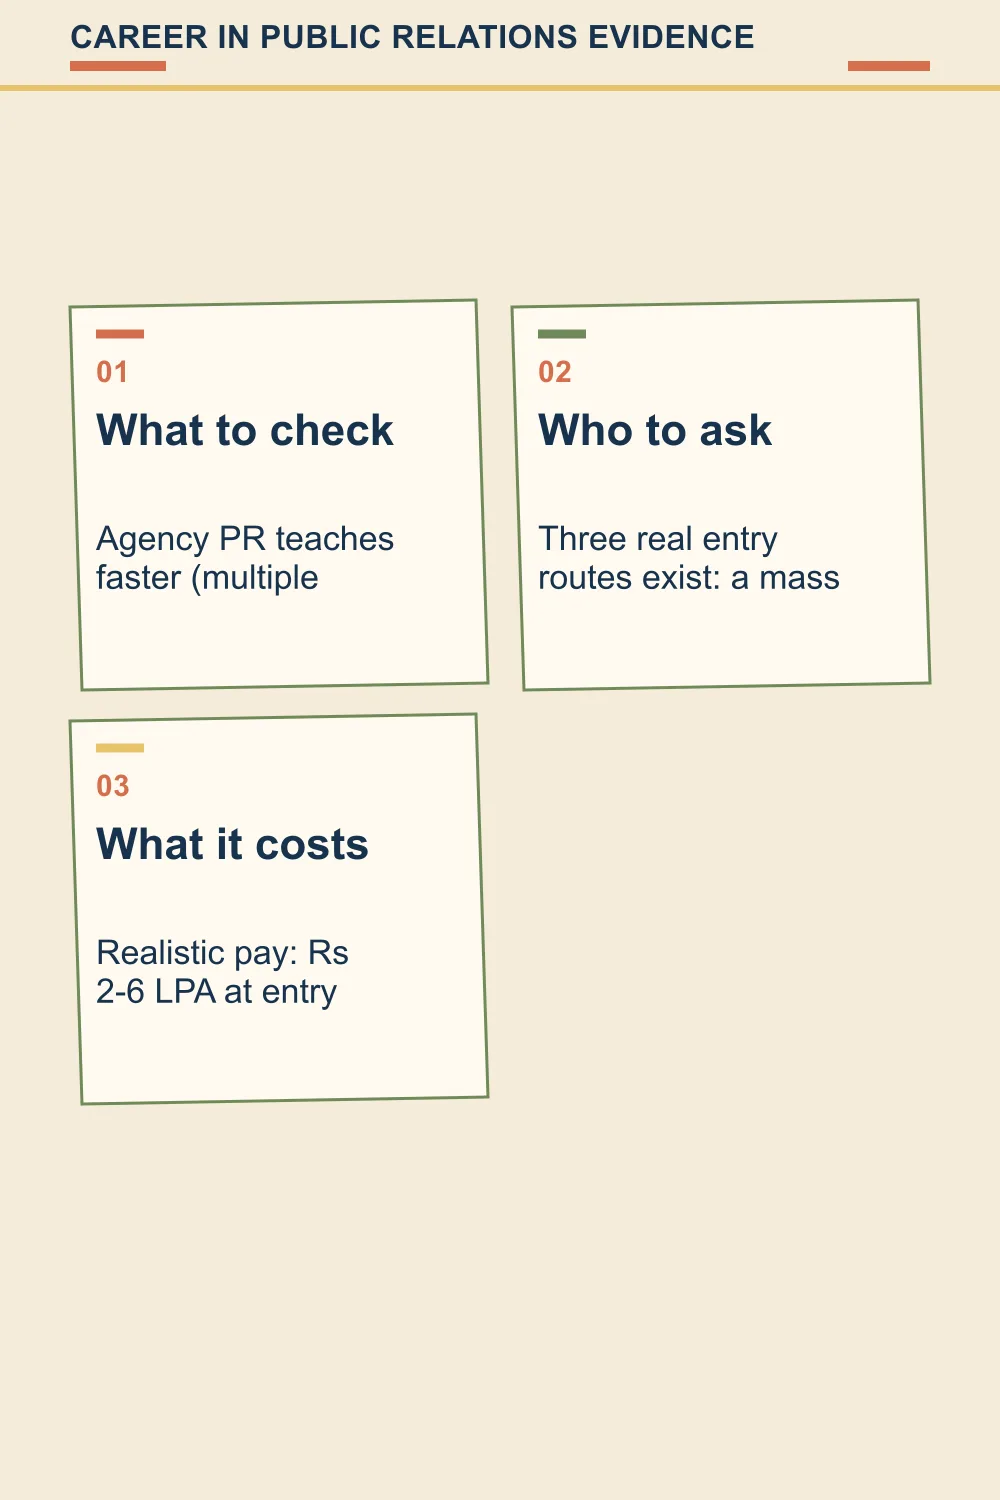 CAREER IN PUBLIC RELATIONS EVIDENCE
01
What to check
Agency PR teaches
faster (multiple
02
Who to ask
Three real entry
routes exist: a mass
03
What it costs
Realistic pay: Rs
2-6 LPA at entry